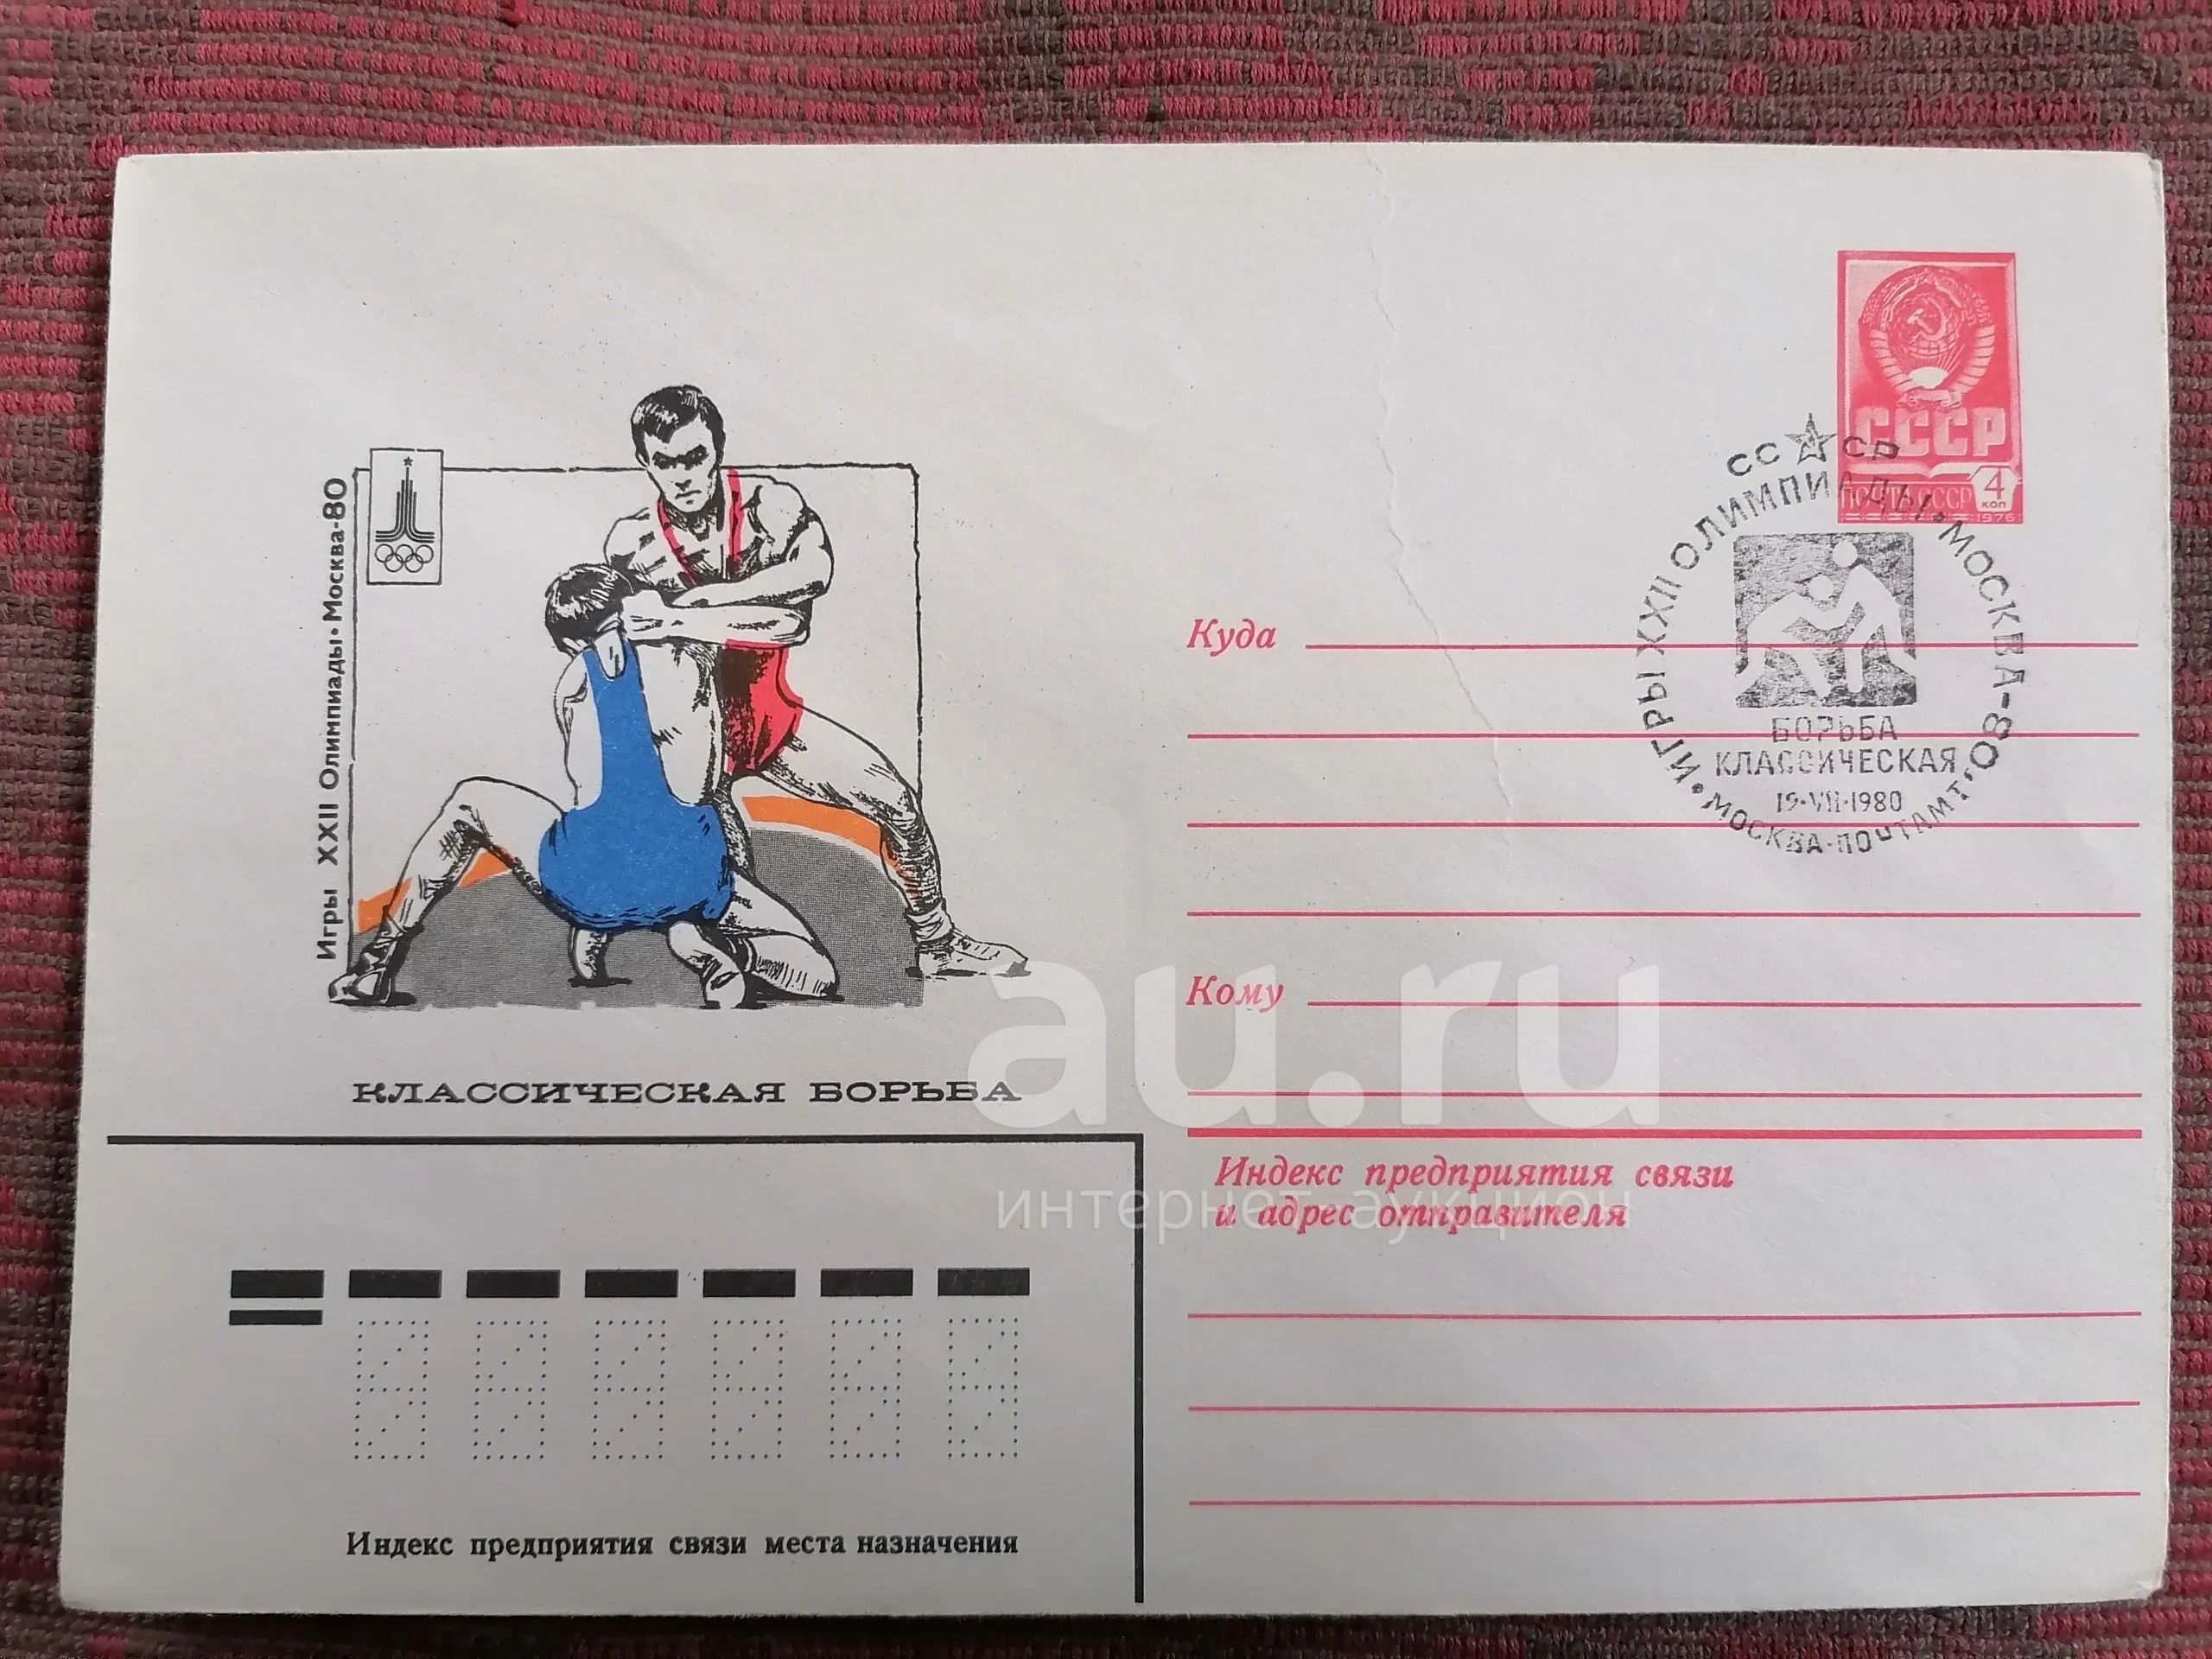 Игры XXII Олимпиады • Москва-80
КЛАССИЧЕСКАЯ БОРЬБА
СССР
ПОЧТА СССР
4
коп
1976
СССР
• ИГРЫ XXII ОЛИМПИАДЫ • МОСКВА-80 •
БОРЬБА
КЛАССИЧЕСКАЯ
19·VII·1980
МОСКВА-ПОЧТАМТ
Куда
Кому
au.ru
интернет аукцион
Индекс предприятия связи
и адрес отправителя
Индекс предприятия связи места назначения